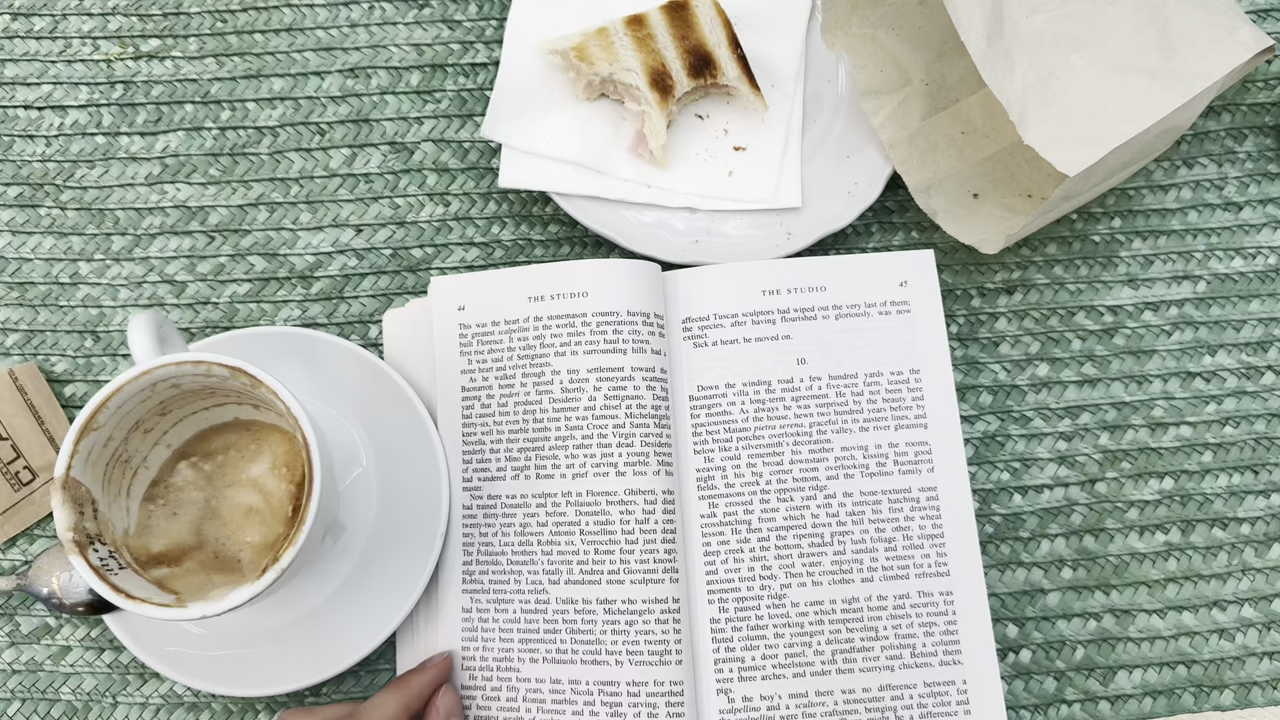 44
THE STUDIO
This was the heart of the stonemason country, having bred
the greatest scalpellini in the world, the generations that had
built Florence. It was only two miles from the city, on the
first rise above the valley floor, and an easy haul to town.
It was said of Settignano that its surrounding hills had a
stone heart and velvet breasts.
As he walked through the tiny settlement toward the
Buonarroti home he passed a dozen stoneyards scattered
among the poderi or farms. Shortly, he came to the big
yard that had produced Desiderio da Settignano. Death
had caused him to drop his hammer and chisel at the age of
thirty-six, but even by that time he was famous. Michelangelo
knew well his marble tombs in Santa Croce and Santa Maria
Novella, with their exquisite angels, and the Virgin carved so
tenderly that she appeared asleep rather than dead. Desiderio
had taken in Mino da Fiesole, who was just a young hewer
of stones, and taught him the art of carving marble. Mino
had wandered off to Rome in grief over the loss of his
master.
Now there was no sculptor left in Florence. Ghiberti, who
had trained Donatello and the Pollaiuolo brothers, had died
some thirty-three years before. Donatello, who had died
twenty-two years ago, had operated a studio for half a cen-
tury, but of his followers Antonio Rossellino had been dead
nine years, Luca della Robbia six, Verrocchio had just died.
The Pollaiuolo brothers had moved to Rome four years ago,
and Bertoldo, Donatello's favorite and heir to his vast knowl-
edge and workshop, was fatally ill. Andrea and Giovanni della
Robbia, trained by Luca, had abandoned stone sculpture for
enameled terra-cotta reliefs.
Yes, sculpture was dead. Unlike his father who wished he
had been born a hundred years before, Michelangelo asked
only that he could have been born forty years ago so that he
could have been trained under Ghiberti; or thirty years, so he
could have been apprenticed to Donatello; or even twenty or
ten or five years sooner, so that he could have been taught to
work the marble by the Pollaiuolo brothers, by Verrocchio or
Luca della Robbia.
He had been born too late, into a country where for two
hundred and fifty years, since Nicola Pisano had unearthed
some Greek and Roman marbles and begun carving, there
had been created in Florence and the valley of the Arno
THE STUDIO
45
affected Tuscan sculptors had wiped out the very last of them;
the species, after having flourished so gloriously, was now
extinct.
Sick at heart, he moved on.
10.
Down the winding road a few hundred yards was the
Buonarroti villa in the midst of a five-acre farm, leased to
strangers on a long-term agreement. He had not been here
for months. As always he was surprised by the beauty and
spaciousness of the house, hewn two hundred years before by
the best Maiano pietra serena, graceful in its austere lines, and
with broad porches overlooking the valley, the river gleaming
below like a silversmith's decoration.
He could remember his mother moving in the rooms,
weaving on the broad downstairs porch, kissing him good
night in his big corner room overlooking the Buonarroti
fields, the creek at the bottom, and the Topolino family of
stonemasons on the opposite ridge.
He crossed the back yard and the bone-textured stone
walk past the stone cistern with its intricate hatching and
crosshatching from which he had taken his first drawing
lesson. He then scampered down the hill between the wheat
on one side and the ripening grapes on the other, to the
deep creek at the bottom, shaded by lush foliage. He slipped
out of his shirt, short drawers and sandals and rolled over
and over in the cool water, enjoying its wetness on his
anxious tired body. Then he crouched in the hot sun for a few
moments to dry, put on his clothes and climbed refreshed
to the opposite ridge.
He paused when he came in sight of the yard. This was
the picture he loved, one which meant home and security for
him: the father working with tempered iron chisels to round a
fluted column, the youngest son beveling a set of steps, one
of the older two carving a delicate window frame, the other
graining a door panel, the grandfather polishing a column
on a pumice wheelstone with thin river sand. Behind them
were three arches, and under them scurrying chickens, ducks,
pigs.
In the boy's mind there was no difference between a
scalpellino and a scultore, a stonecutter and a sculptor, for
the scalpellini were fine craftsmen, bringing out the color and